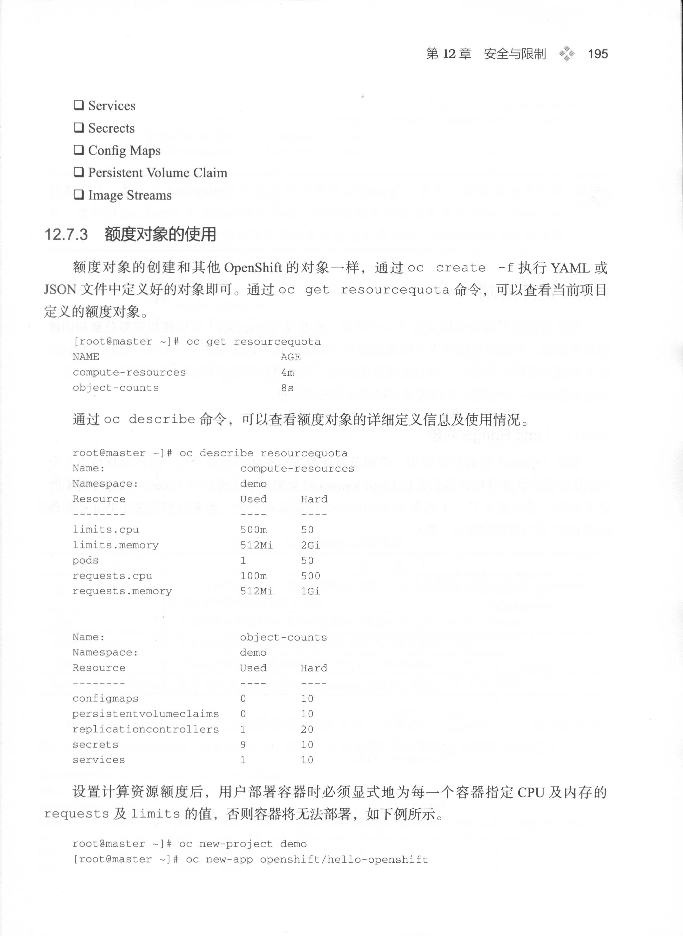 第 12 章 安全与限制 195
❑ Services
❑ Secrects
❑ Config Maps
❑ Persistent Volume Claim
❑ Image Streams
12.7.3 额度对象的使用
额度对象的创建和其他 OpenShift 的对象一样，通过 oc create -f 执行 YAML 或
JSON 文件中定义好的对象即可。通过 oc get resourcequota 命令，可以查看当前项目
定义的额度对象。
[root@master ~]# oc get resourcequota
NAME AGE
compute-resources 4m
object-counts 8s
通过 oc describe 命令，可以查看额度对象的详细定义信息及使用情况。
root@master ~]# oc describe resourcequota
Name: compute-resources
Namespace: demo
Resource Used Hard
-------- ---- ----
limits.cpu 500m 50
limits.memory 512Mi 2Gi
pods 1 50
requests.cpu 100m 500
requests.memory 512Mi 1Gi
Name: object-counts
Namespace: demo
Resource Used Hard
-------- ---- ----
configmaps 0 10
persistentvolumeclaims 0 10
replicationcontrollers 1 20
secrets 9 10
services 1 10
设置计算资源额度后，用户部署容器时必须显式地为每一个容器指定 CPU 及内存的
requests 及 limits 的值，否则容器将无法部署，如下例所示。
root@master ~]# oc new-project demo
[root@master ~]# oc new-app openshift/hello-openshift